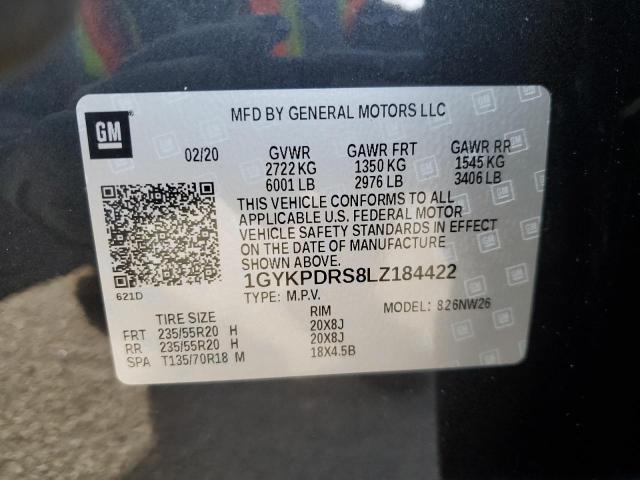 MFD BY GENERAL MOTORS LLC
GM
02/20 GVWR GAWR FRT GAWR RR
2722 KG 1350 KG 1545 KG
6001 LB 2976 LB 3406 LB
THIS VEHICLE CONFORMS TO ALL
APPLICABLE U.S. FEDERAL MOTOR
VEHICLE SAFETY STANDARDS IN EFFECT
ON THE DATE OF MANUFACTURE
SHOWN ABOVE.
1GYKPDRS8LZ184422
621D
TYPE: M.P.V. MODEL: 826NW26
TIRE SIZE RIM
FRT 235/55R20 H 20X8J
RR 235/55R20 H 20X8J
SPA T135/70R18 M 18X4.5B